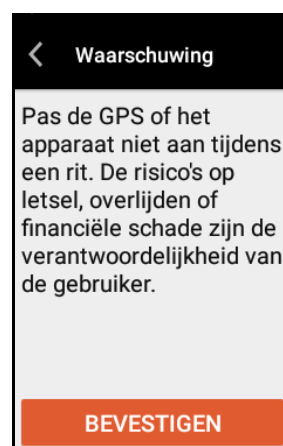 Waarschuwing
Pas de GPS of het
apparaat niet aan tijdens
een rit. De risico's op
letsel, overlijden of
financiële schade zijn de
verantwoordelijkheid van
de gebruiker.
BEVESTIGEN